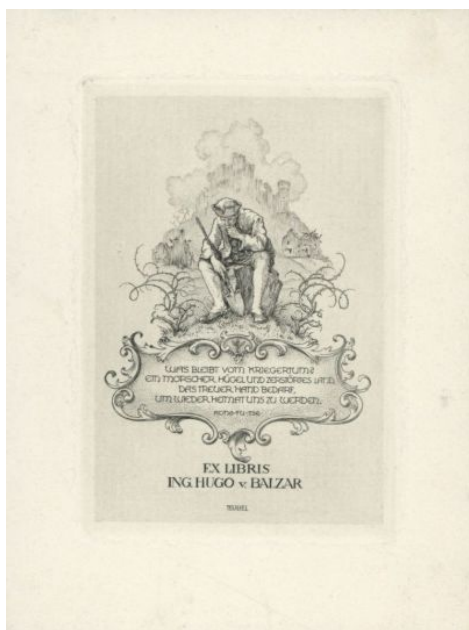 WAS BLEIBT VOM KRIEGERTUM?
EIN MORSCHER HÜGEL UND ZERSTÖRTES LAND,
DAS TREUER HAND BEDARF,
UM WIEDER HEIMAT UNS ZU WERDEN.
EX LIBRIS
ING. HUGO v. BALZAR